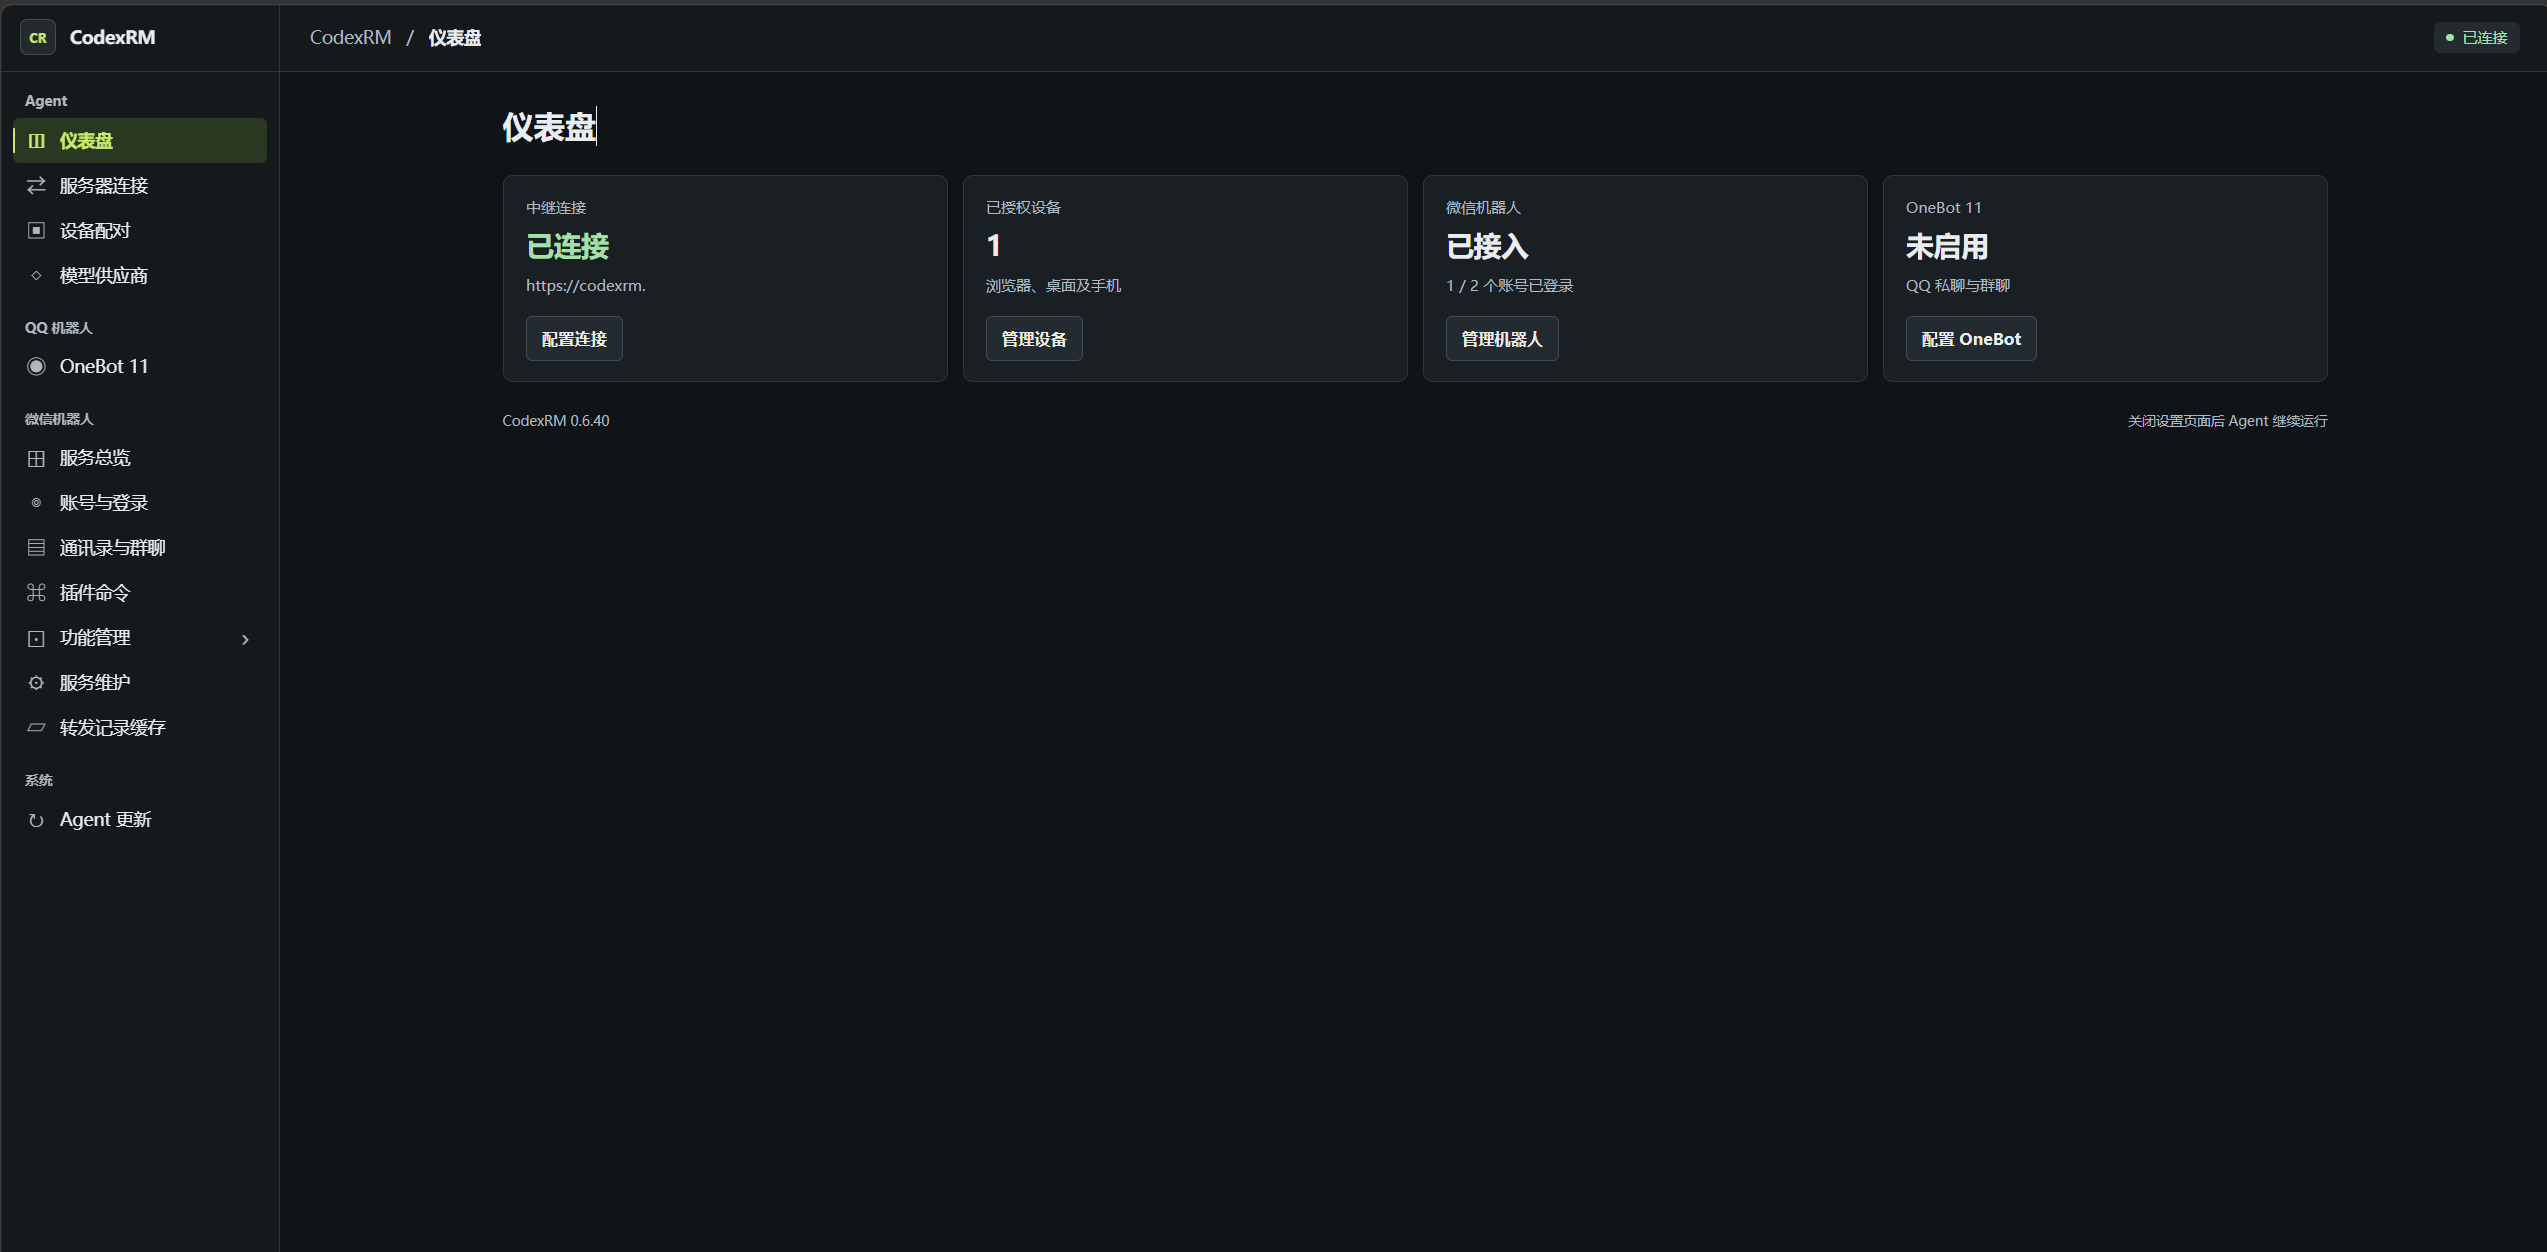 CR CodexRM
CodexRM / 仪表盘
已连接
Agent
仪表盘
服务器连接
设备配对
模型供应商
QQ 机器人
OneBot 11
微信机器人
服务总览
账号与登录
通讯录与群聊
插件命令
功能管理
服务维护
转发记录缓存
系统
Agent 更新
仪表盘
中继连接
已连接
https://codexrm.
配置连接
已授权设备
1
浏览器、桌面及手机
管理设备
微信机器人
已接入
1 / 2 个账号已登录
管理机器人
OneBot 11
未启用
QQ 私聊与群聊
配置 OneBot
CodexRM 0.6.40
关闭设置页面后 Agent 继续运行